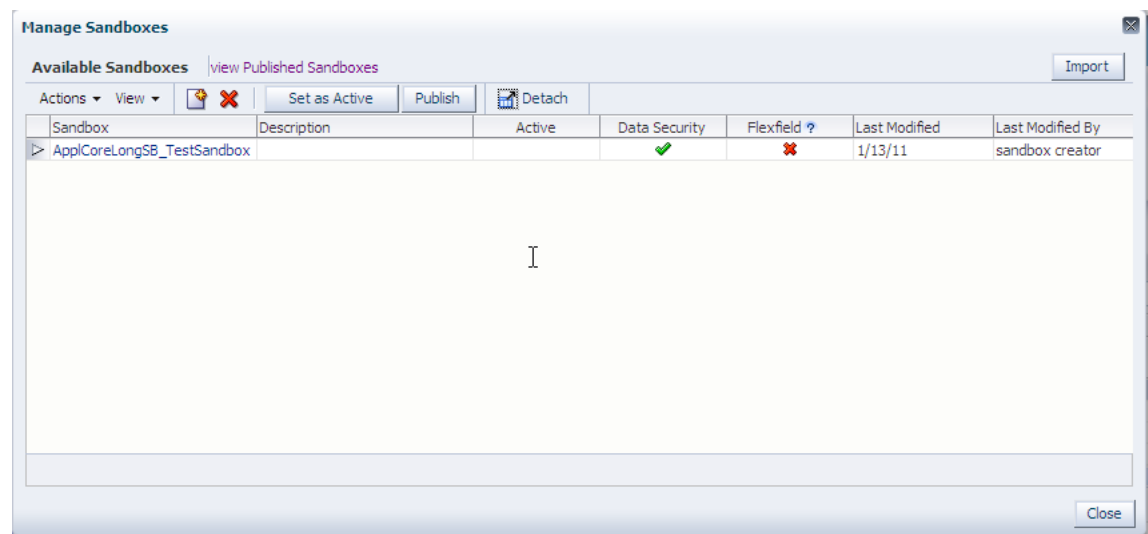 Manage Sandboxes
Available Sandboxes view Published Sandboxes Import
Actions View Set as Active Publish Detach
Sandbox Description Active Data Security Flexfield ? Last Modified Last Modified By
ApplCoreLongSB_TestSandbox 1/13/11 sandbox creator
Close